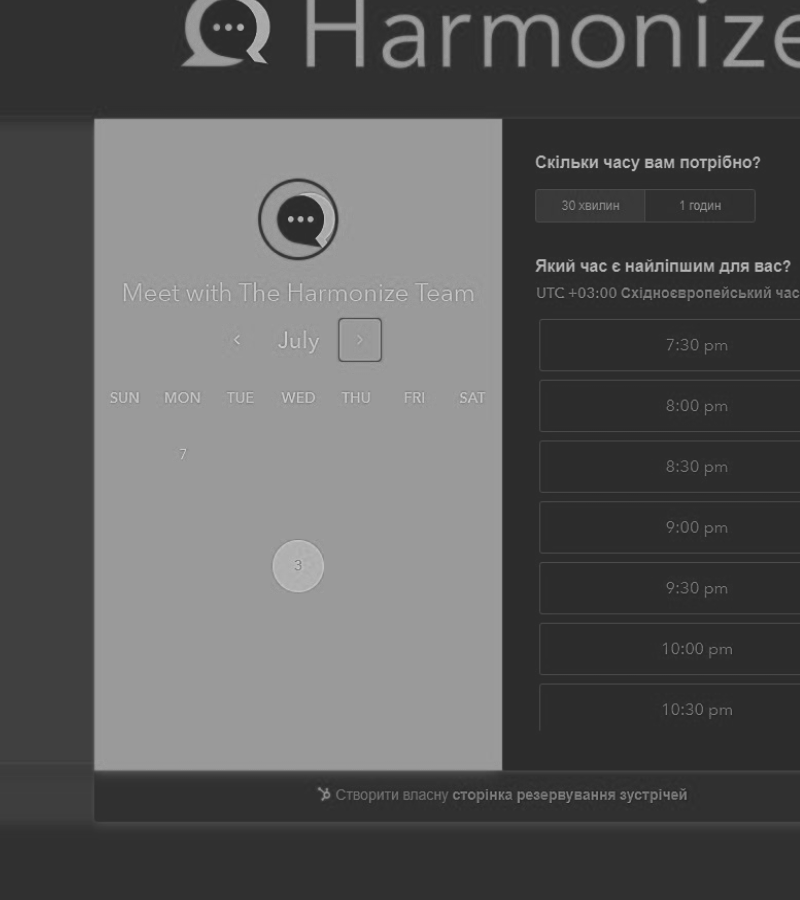 Harmonize
Meet with The Harmonize Team
July
SUN MON TUE WED THU FRI SAT
7
3
Скільки часу вам потрібно?
30 хвилин 1 годин
Який час є найліпшим для вас?
UTC +03:00 Східноєвропейський час
7:30 pm
8:00 pm
8:30 pm
9:00 pm
9:30 pm
10:00 pm
10:30 pm
Створити власну сторінка резервування зустрічей